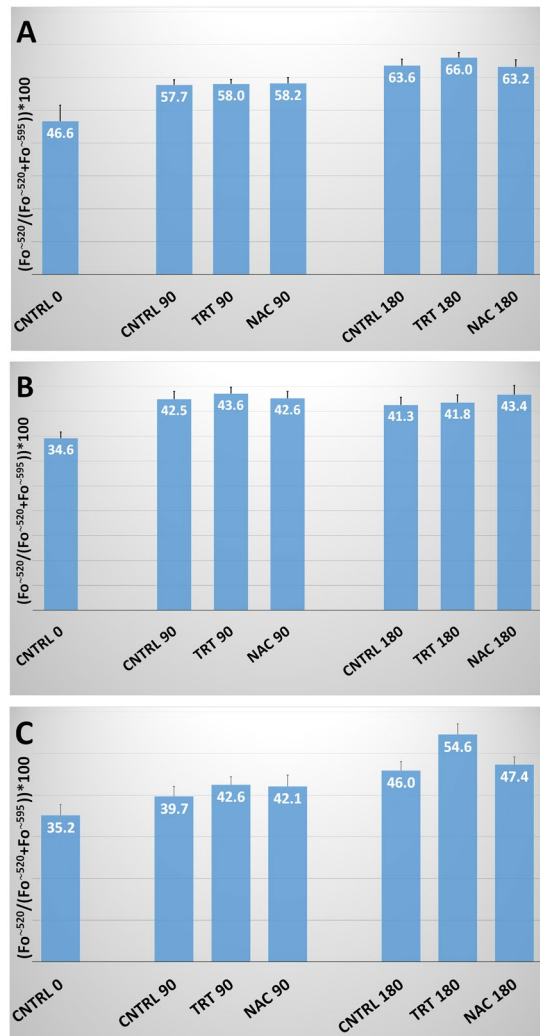 A
(Fo~520/(Fo~520+Fo~595))*100
46.6
57.7
58.0
58.2
63.6
66.0
63.2
CNTRL 0
CNTRL 90
TRT 90
NAC 90
CNTRL 180
TRT 180
NAC 180
B
(Fo~520/(Fo~520+Fo~595))*100
34.6
42.5
43.6
42.6
41.3
41.8
43.4
CNTRL 0
CNTRL 90
TRT 90
NAC 90
CNTRL 180
TRT 180
NAC 180
C
(Fo~520/(Fo~520+Fo~595))*100
35.2
39.7
42.6
42.1
46.0
54.6
47.4
CNTRL 0
CNTRL 90
TRT 90
NAC 90
CNTRL 180
TRT 180
NAC 180